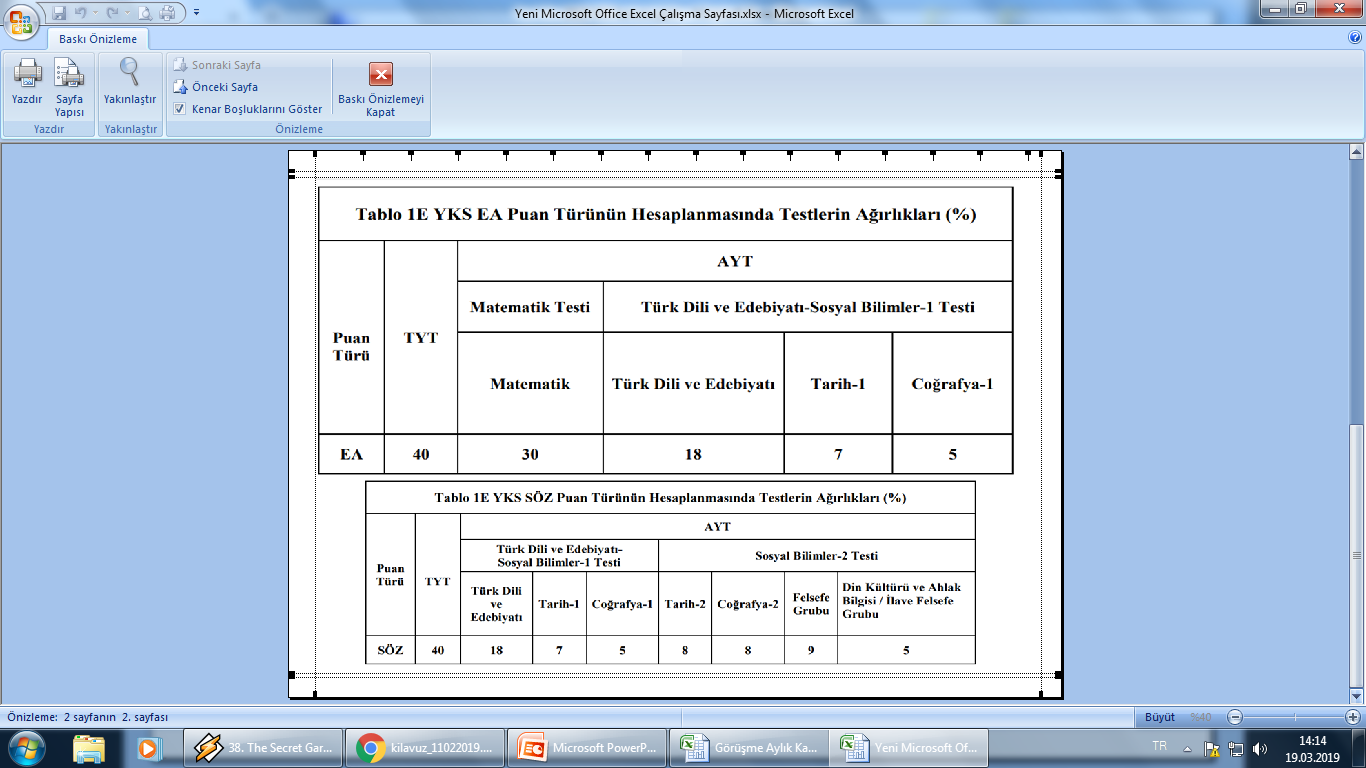 Yeni Microsoft Office Excel Çalışma Sayfası.xlsx - Microsoft Excel
Baskı Önizleme
Yazdır
Sayfa
Yapısı
Yazdır
Yakınlaştır
Yakınlaştır
Sonraki Sayfa
Önceki Sayfa
Kenar Boşluklarını Göster
Baskı Önizlemeyi
Kapat
Önizleme
Tablo 1E YKS EA Puan Türünün Hesaplanmasında Testlerin Ağırlıkları (%)
Puan
Türü
TYT
AYT
Matematik Testi
Türk Dili ve Edebiyatı-Sosyal Bilimler-1 Testi
Matematik
Türk Dili ve Edebiyatı
Tarih-1
Coğrafya-1
EA 40 30 18 7 5
Tablo 1E YKS SÖZ Puan Türünün Hesaplanmasında Testlerin Ağırlıkları (%)
Puan
Türü
TYT
AYT
Türk Dili ve Edebiyatı-
Sosyal Bilimler-1 Testi
Sosyal Bilimler-2 Testi
Türk Dili
ve
Edebiyatı
Tarih-1
Coğrafya-1
Tarih-2
Coğrafya-2
Felsefe
Grubu
Din Kültürü ve Ahlak
Bilgisi / İlave Felsefe
Grubu
SÖZ 40 18 7 5 8 8 9 5
Önizleme: 2 sayfanın 2. sayfası
Büyüt %40
38. The Secret Gar...
kilavuz_11022019....
Microsoft PowerP...
Görüşme Aylık Ka...
Yeni Microsoft Of...
TR
14:14
19.03.2019